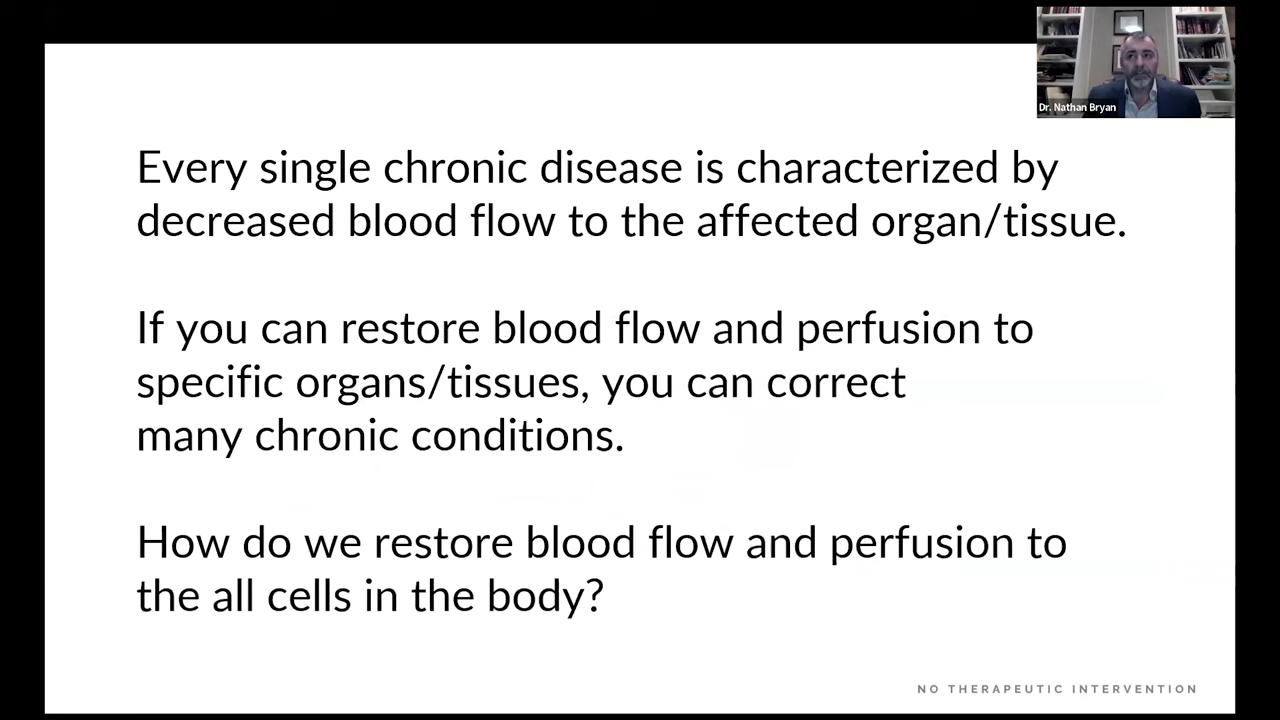 Dr. Nathan Bryan
Every single chronic disease is characterized by
decreased blood flow to the affected organ/tissue.
If you can restore blood flow and perfusion to
specific organs/tissues, you can correct
many chronic conditions.
How do we restore blood flow and perfusion to
the all cells in the body?
NO THERAPEUTIC INTERVENTION